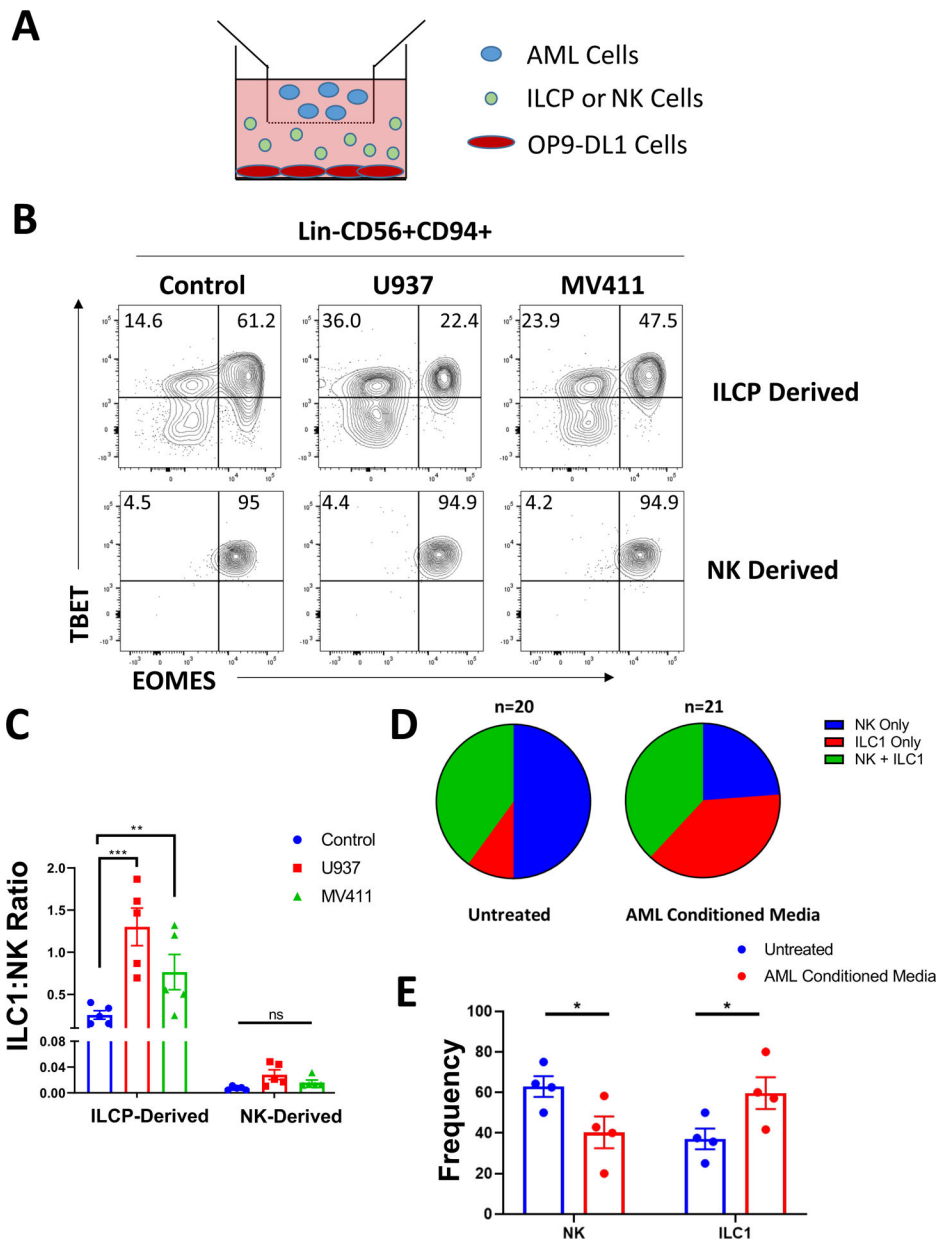 A
AML Cells
ILCP or NK Cells
OP9-DL1 Cells
B
Lin-CD56+CD94+
Control U937 MV411
14.6 61.2 36.0 22.4 23.9 47.5
ILCP Derived
4.5 95 4.4 94.9 4.2 94.9
NK Derived
TBET
EOMES
C
ILC1:NK Ratio
2.0
1.5
1.0
0.5
0.08
0.04
0.00
** 
***
ns
Control
U937
MV411
ILCP-Derived NK-Derived
D
n=20 n=21
NK Only
ILC1 Only
NK + ILC1
Untreated AML Conditioned Media
E
Untreated
AML Conditioned Media
Frequency
100
80
60
40
20
0
* *
NK ILC1